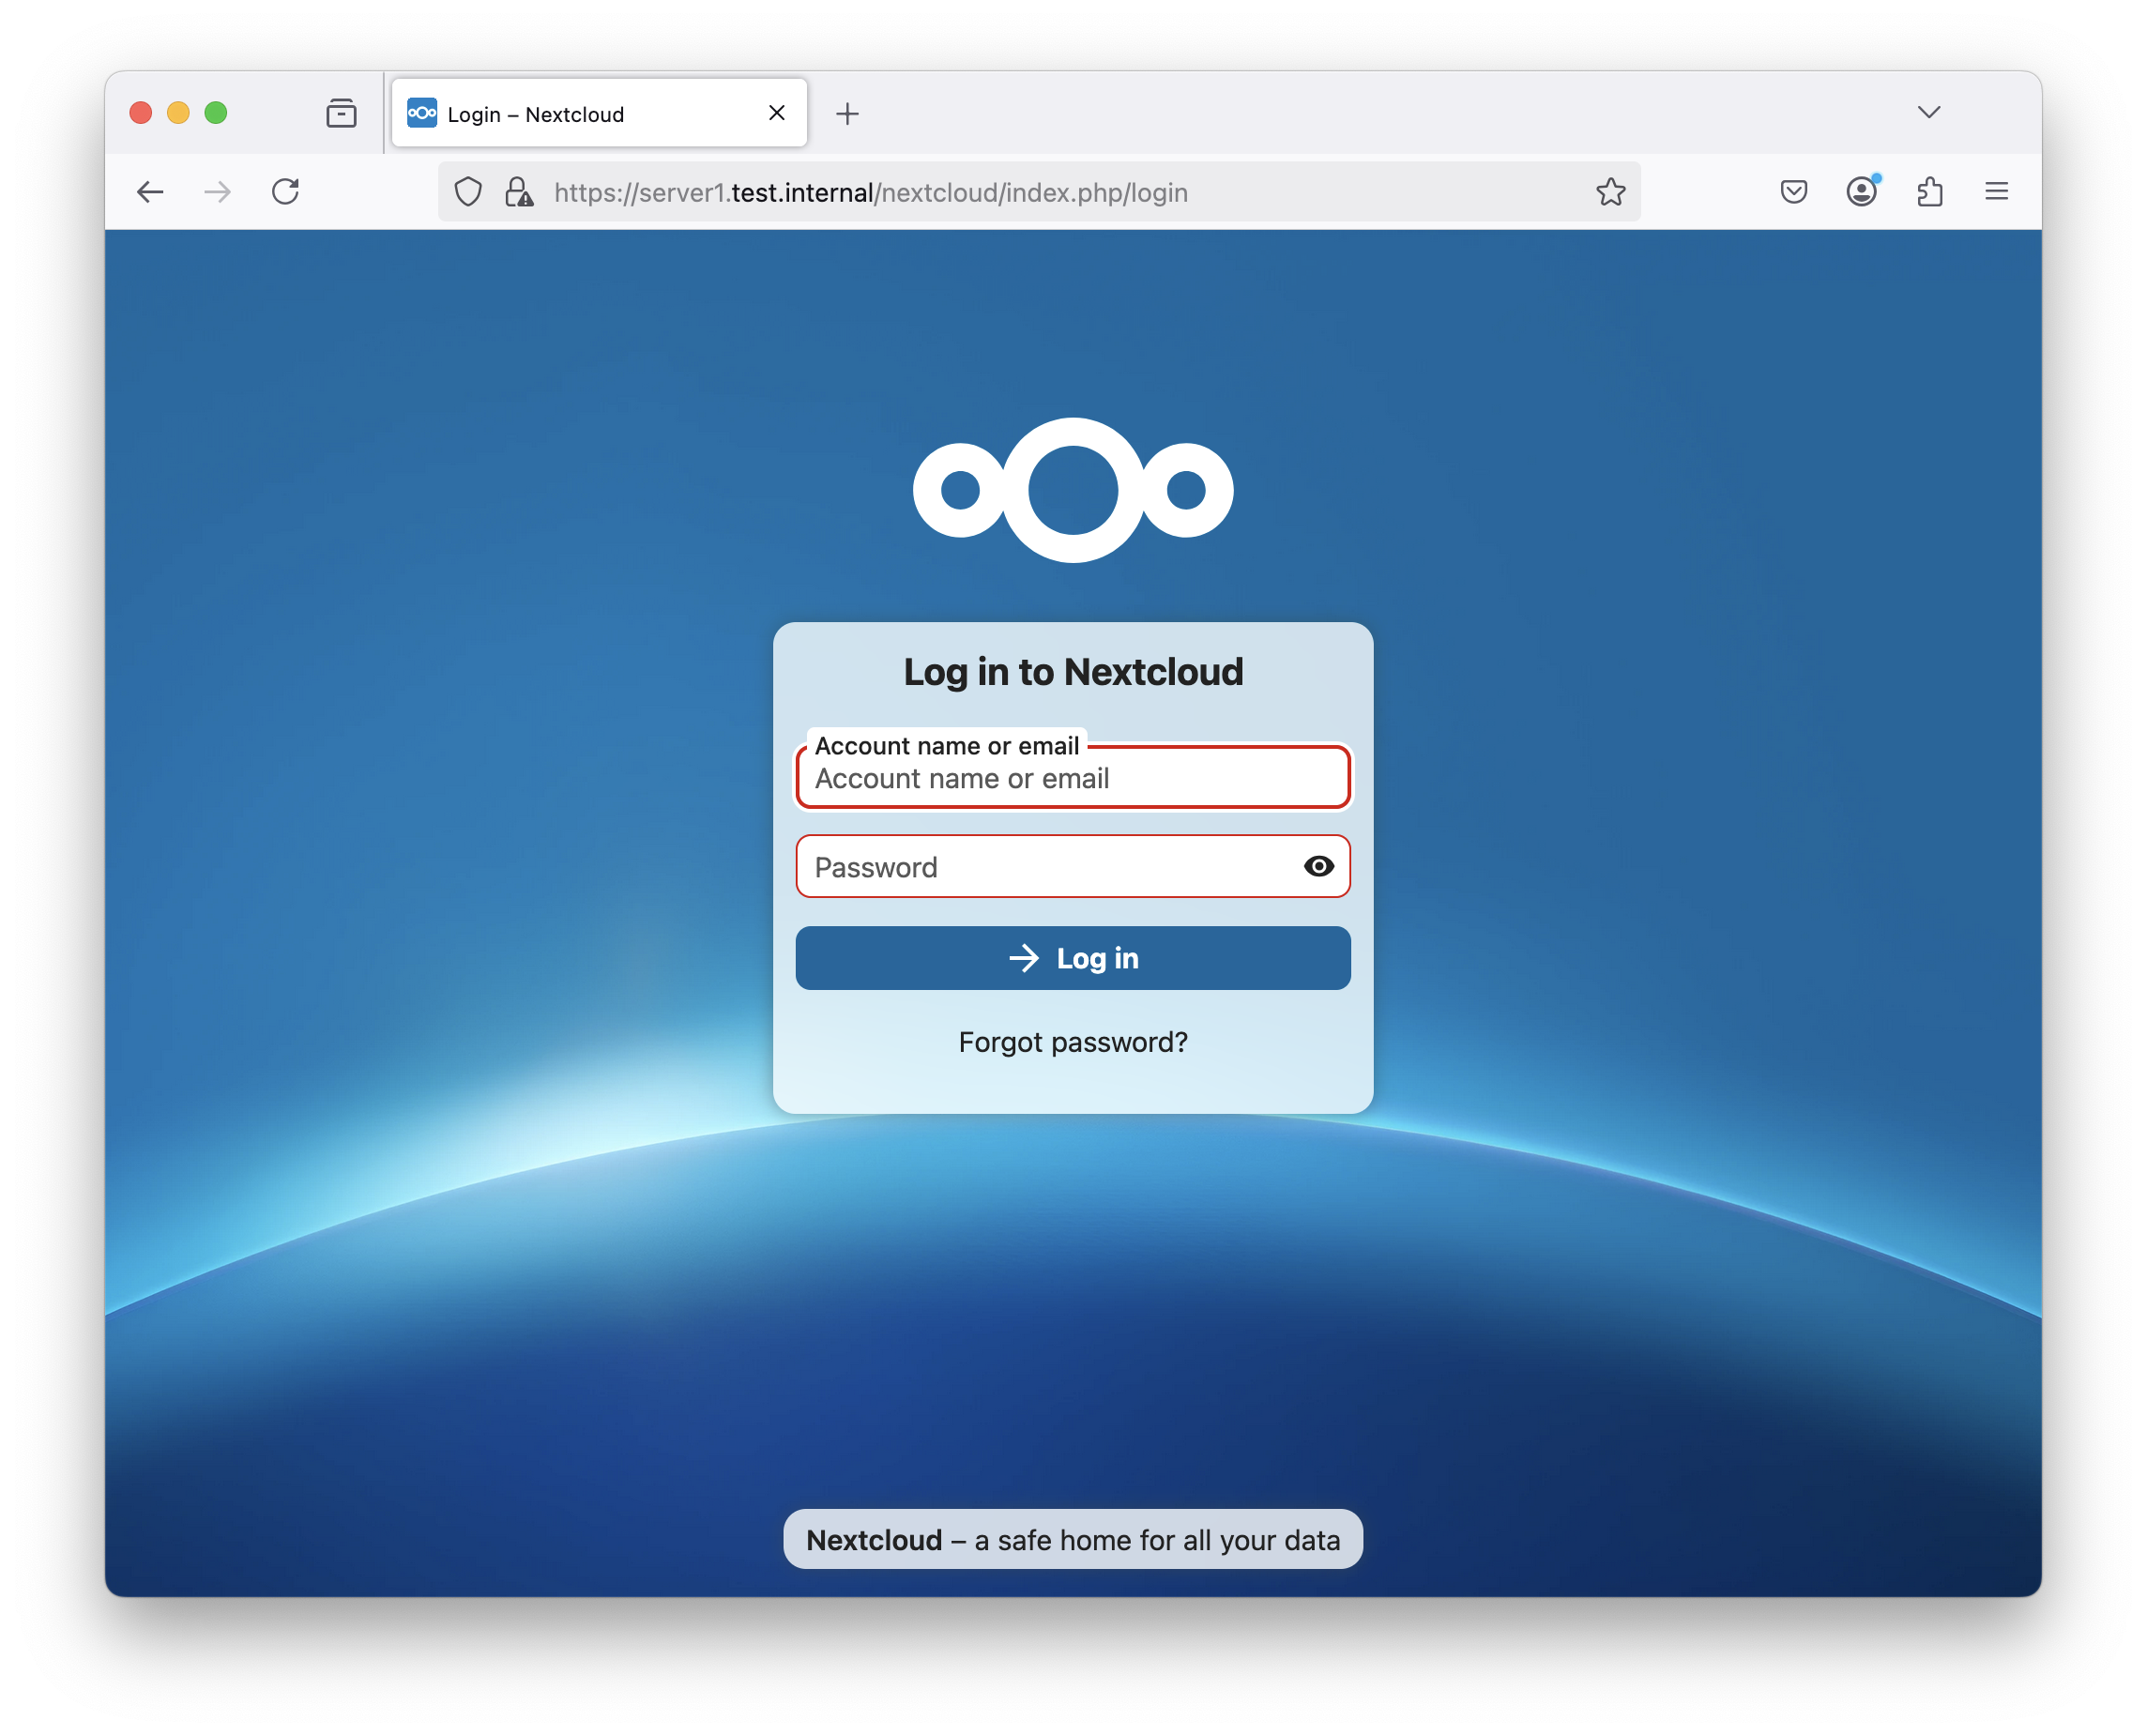 Login – Nextcloud
https://server1.test.internal/nextcloud/index.php/login
Log in to Nextcloud
Account name or email
Account name or email
Password
Log in
Forgot password?
Nextcloud – a safe home for all your data